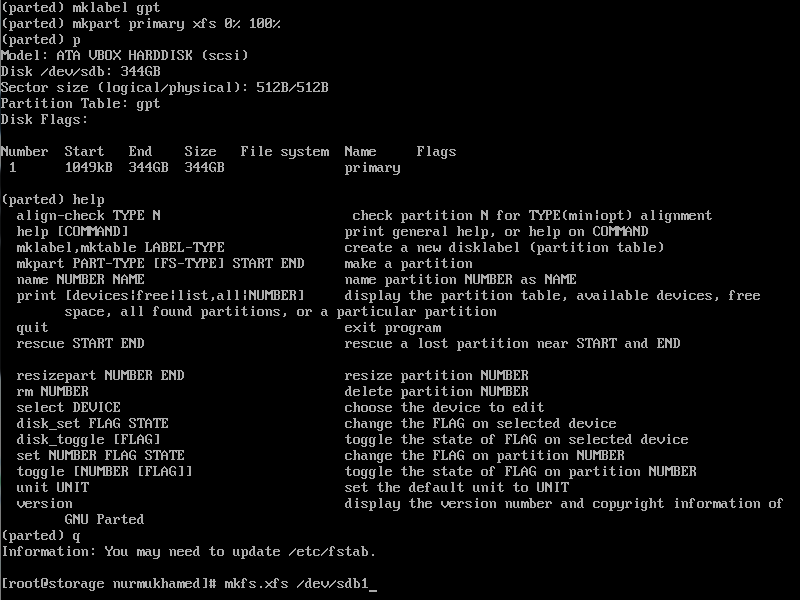 (parted) mklabel gpt
(parted) mkpart primary xfs 0% 100%
(parted) p
Model: ATA VBOX HARDDISK (scsi)
Disk /dev/sdb: 344GB
Sector size (logical/physical): 512B/512B
Partition Table: gpt
Disk Flags:
Number  Start   End    Size   File system  Name     Flags
 1      1049kB  344GB  344GB               primary
(parted) help
  align-check TYPE N                        check partition N for TYPE(min|opt) alignment
  help [COMMAND]                           print general help, or help on COMMAND
  mklabel,mktable LABEL-TYPE               create a new disklabel (partition table)
  mkpart PART-TYPE [FS-TYPE] START END     make a partition
  name NUMBER NAME                         name partition NUMBER as NAME
  print [devices|free|list,all|NUMBER]     display the partition table, available devices, free
        space, all found partitions, or a particular partition
  quit                                     exit program
  rescue START END                         rescue a lost partition near START and END
  resizepart NUMBER END                    resize partition NUMBER
  rm NUMBER                                delete partition NUMBER
  select DEVICE                            choose the device to edit
  disk_set FLAG STATE                      change the FLAG on selected device
  disk_toggle [FLAG]                       toggle the state of FLAG on selected device
  set NUMBER FLAG STATE                    change the FLAG on partition NUMBER
  toggle [NUMBER [FLAG]]                   toggle the state of FLAG on partition NUMBER
  unit UNIT                                set the default unit to UNIT
  version                                  display the version number and copyright information of
        GNU Parted
(parted) q
Information: You may need to update /etc/fstab.
[root@storage nurmukhamed]# mkfs.xfs /dev/sdb1_